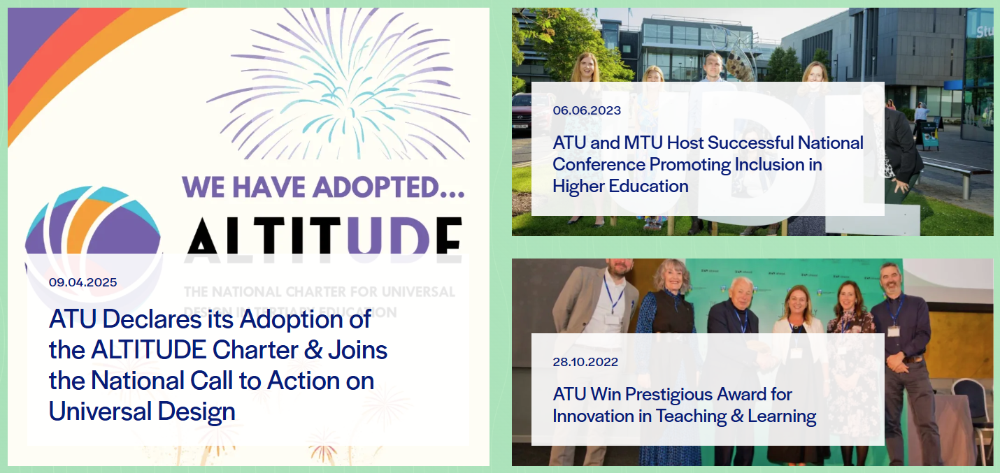 WE HAVE ADOPTED...
ALTITUDE
THE NATIONAL CHARTER FOR UNIVERSAL
DESIGN IN TERTIARY EDUCATION
09.04.2025
ATU Declares its Adoption of
the ALTITUDE Charter & Joins
the National Call to Action on
Universal Design
Stu
UDL
06.06.2023
ATU and MTU Host Successful National
Conference Promoting Inclusion in
Higher Education
28.10.2022
ATU Win Prestigious Award for
Innovation in Teaching & Learning